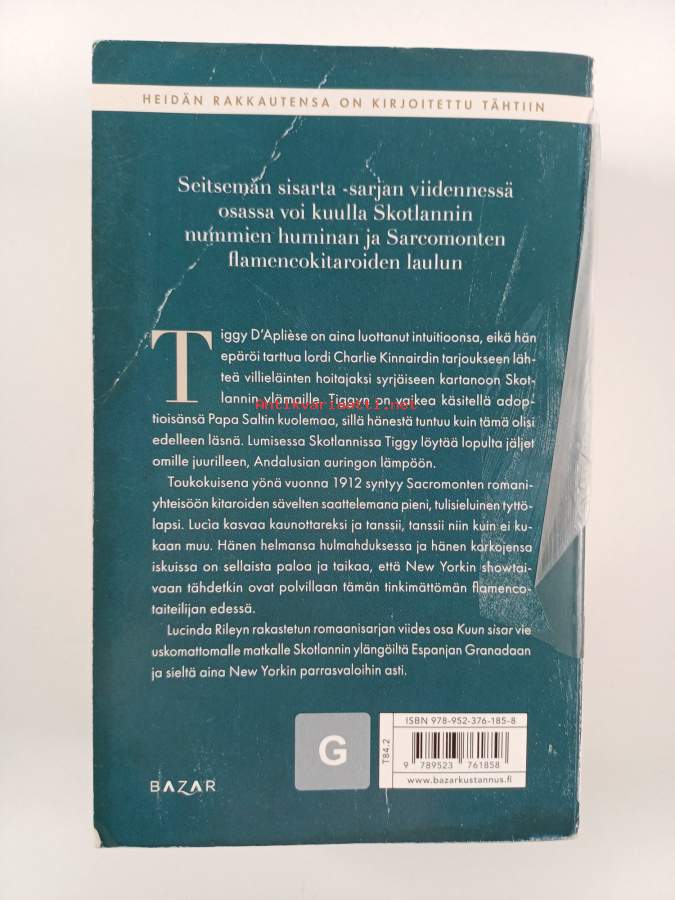 HEIDÄN RAKKAUTENSA ON KIRJOITETTU TÄHTIIN
Seitsemän sisarta -sarjan viidennessä
osassa voi kuulla Skotlannin
nummien huminan ja Sarcomonten
flamencokitaroiden laulun
Tiggy D'Aplièse on aina luottanut intuitioonsa, eikä hän
epäröi tarttua lordi Charlie Kinnairdin tarjoukseen läh-
teä villieläinten hoitajaksi syrjäiseen kartanoon Skot-
lannin ylämaille. Tiggyn on vaikea käsitellä adop-
Antikvariaatti.net
tioisänsä Papa Saltin kuolemaa, sillä hänestä tuntuu kuin tämä olisi
edelleen läsnä. Lumisessa Skotlannissa Tiggy löytää lopulta jäljet
omille juurilleen, Andalusian auringon lämpöön.
Toukokuisena yönä vuonna 1912 syntyy Sacromonten romani-
yhteisöön kitaroiden sävelten saattelemana pieni, tulisieluinen tyttö-
lapsi. Lucía kasvaa kaunottareksi ja tanssii, tanssii niin kuin ei ku-
kaan muu. Hänen helmansa hulmahduksessa ja hänen korkojensa
iskuissa on sellaista paloa ja taikaa, että New Yorkin showtai-
vaan tähdetkin ovat polvillaan tämän tinkimättömän flamenco-
taiteilijan edessä.
Lucinda Rileyn rakastetun romaanisarjan viides osa Kuun sisar vie
uskomattomalle matkalle Skotlannin ylängöiltä Espanjan Granadaan
ja sieltä aina New Yorkin parrasvaloihin asti.
G
T84.2
ISBN 978-952-376-185-8
9 789523 761858
www.bazarkustannus.fi
BAZAR